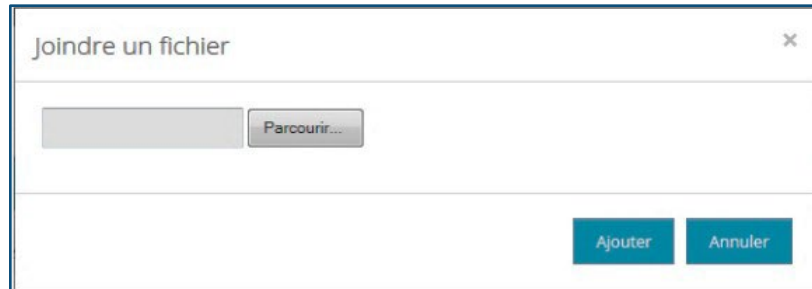 Joindre un fichier
×
Parcourir...
Ajouter
Annuler